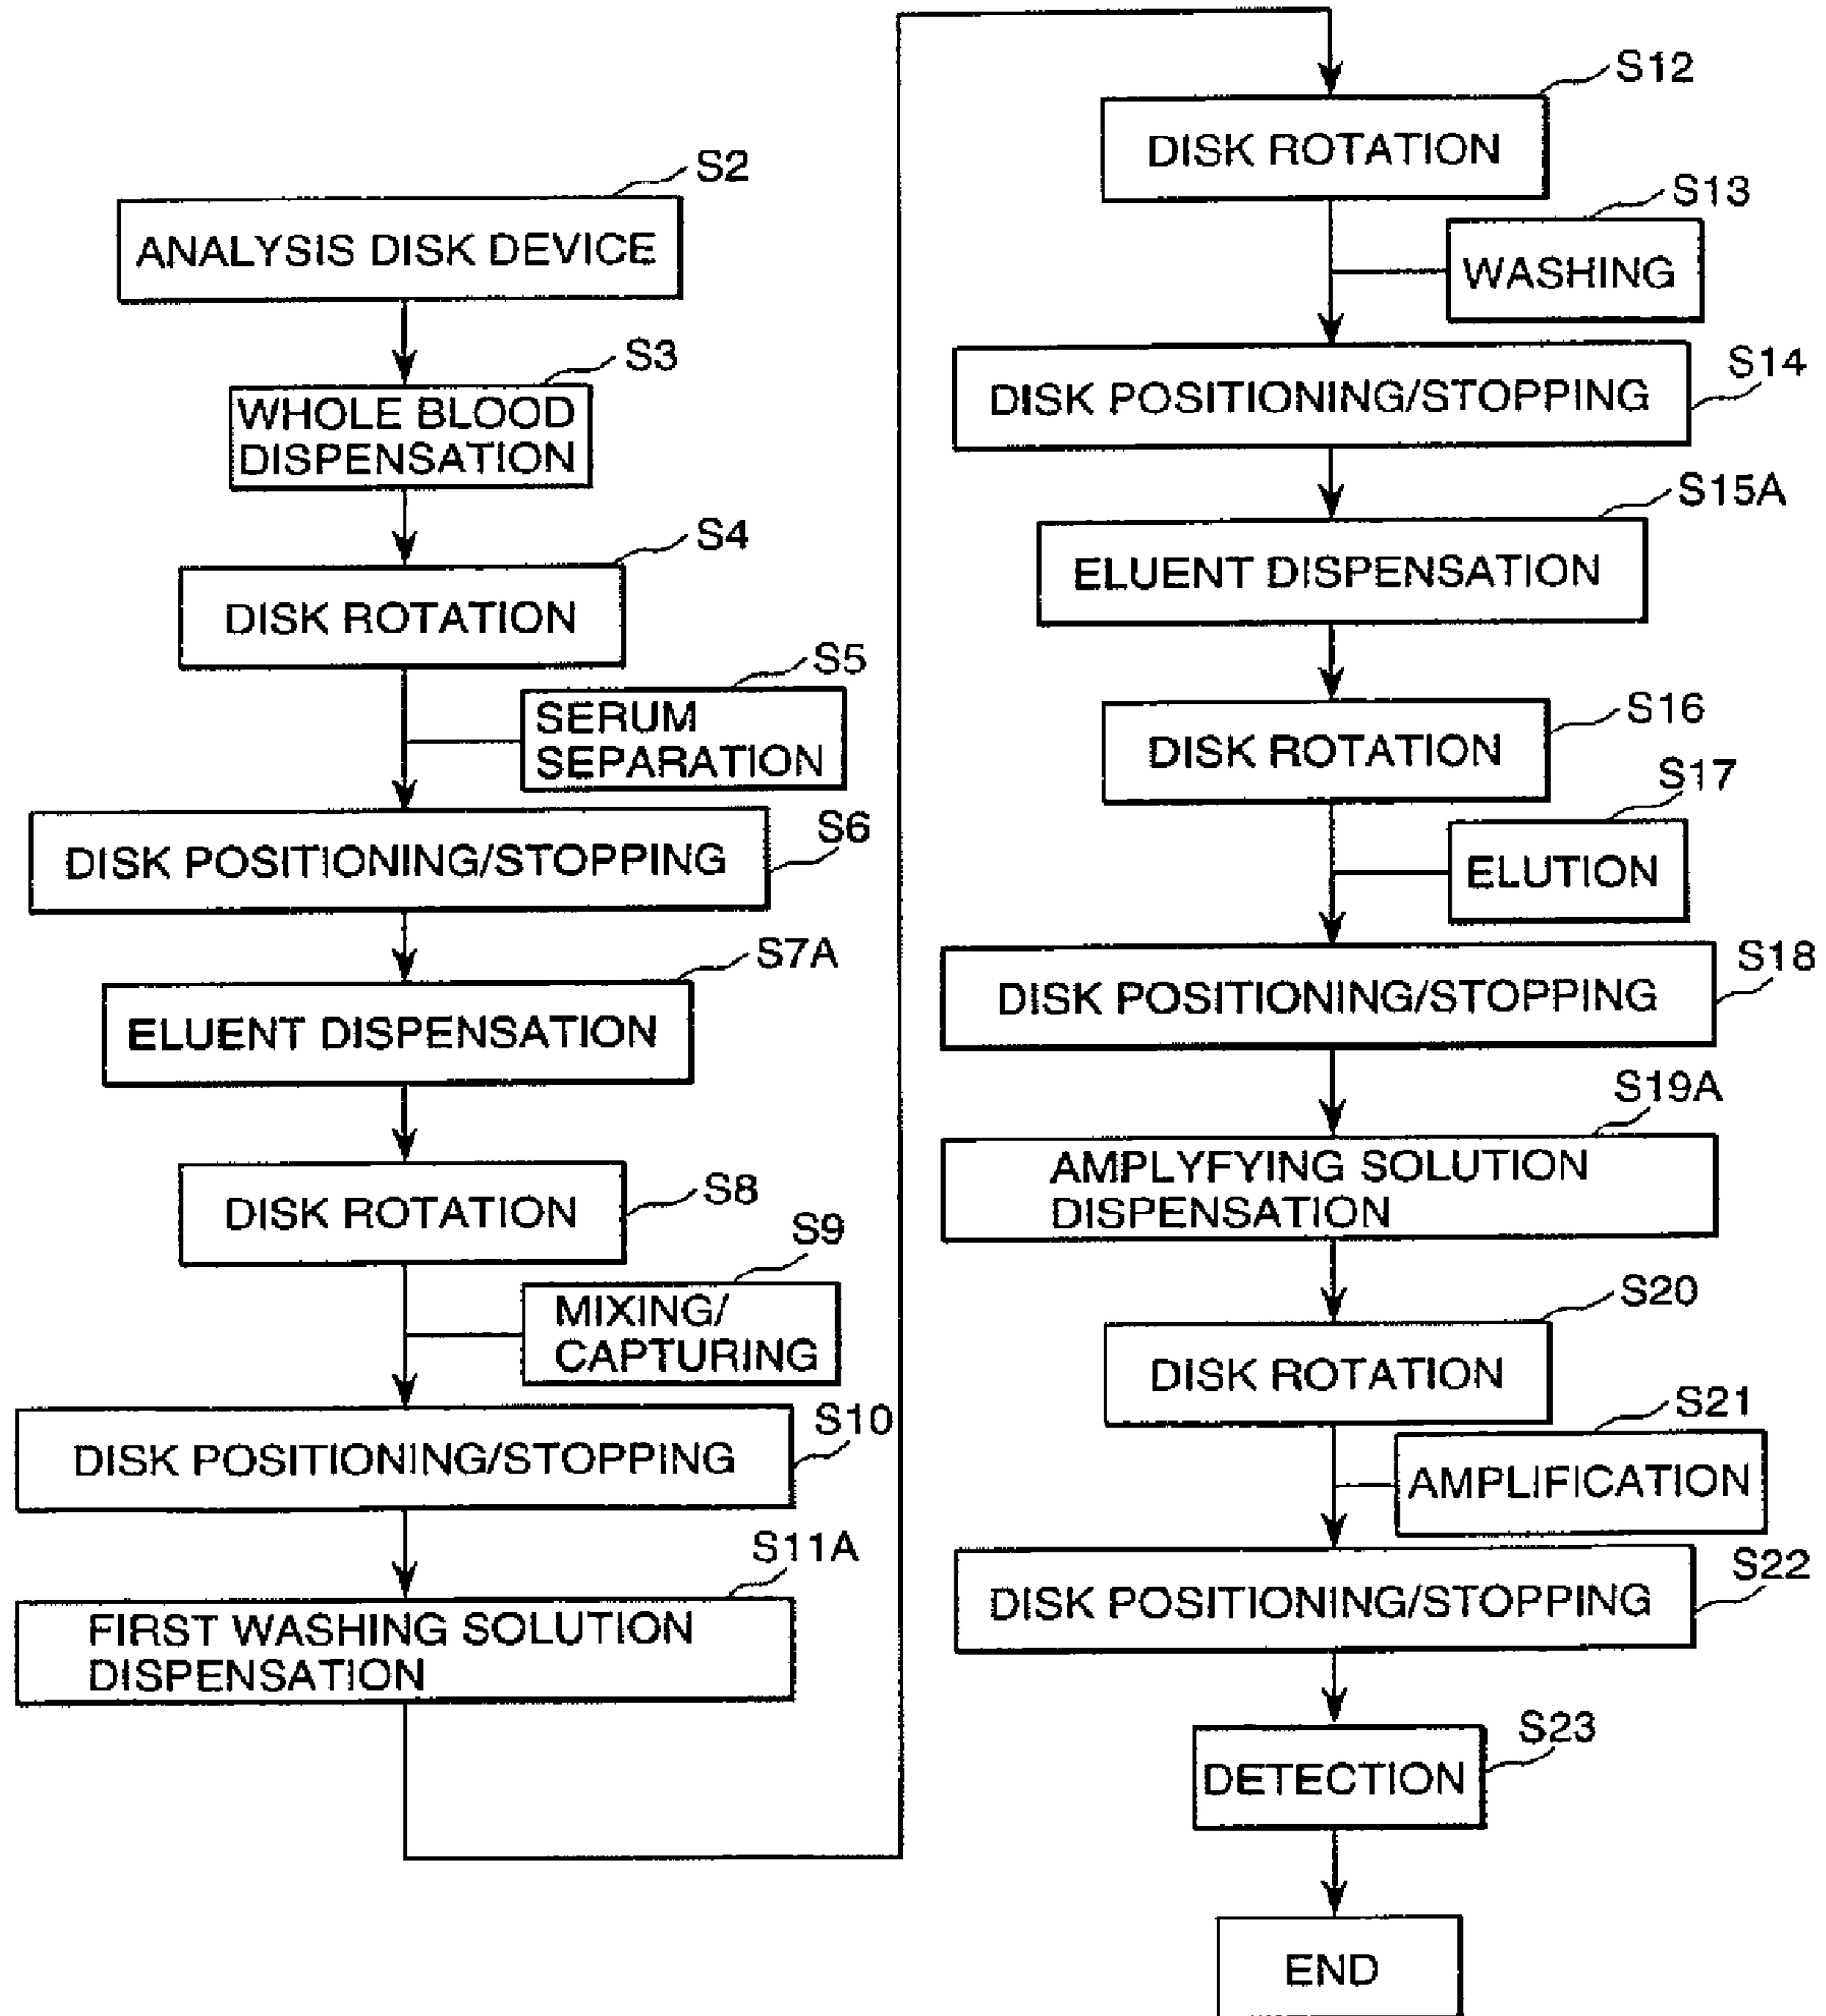 S2
ANALYSIS DISK DEVICE
S3
WHOLE BLOOD
DISPENSATION
S4
DISK ROTATION
S5
SERUM
SEPARATION
S6
DISK POSITIONING/STOPPING
S7A
ELUENT DISPENSATION
S8
DISK ROTATION
S9
MIXING/
CAPTURING
S10
DISK POSITIONING/STOPPING
S11A
FIRST WASHING SOLUTION
DISPENSATION
S12
DISK ROTATION
S13
WASHING
S14
DISK POSITIONING/STOPPING
S15A
ELUENT DISPENSATION
S16
DISK ROTATION
S17
ELUTION
S18
DISK POSITIONING/STOPPING
S19A
AMPLYFYING SOLUTION
DISPENSATION
S20
DISK ROTATION
S21
AMPLIFICATION
S22
DISK POSITIONING/STOPPING
S23
DETECTION
END